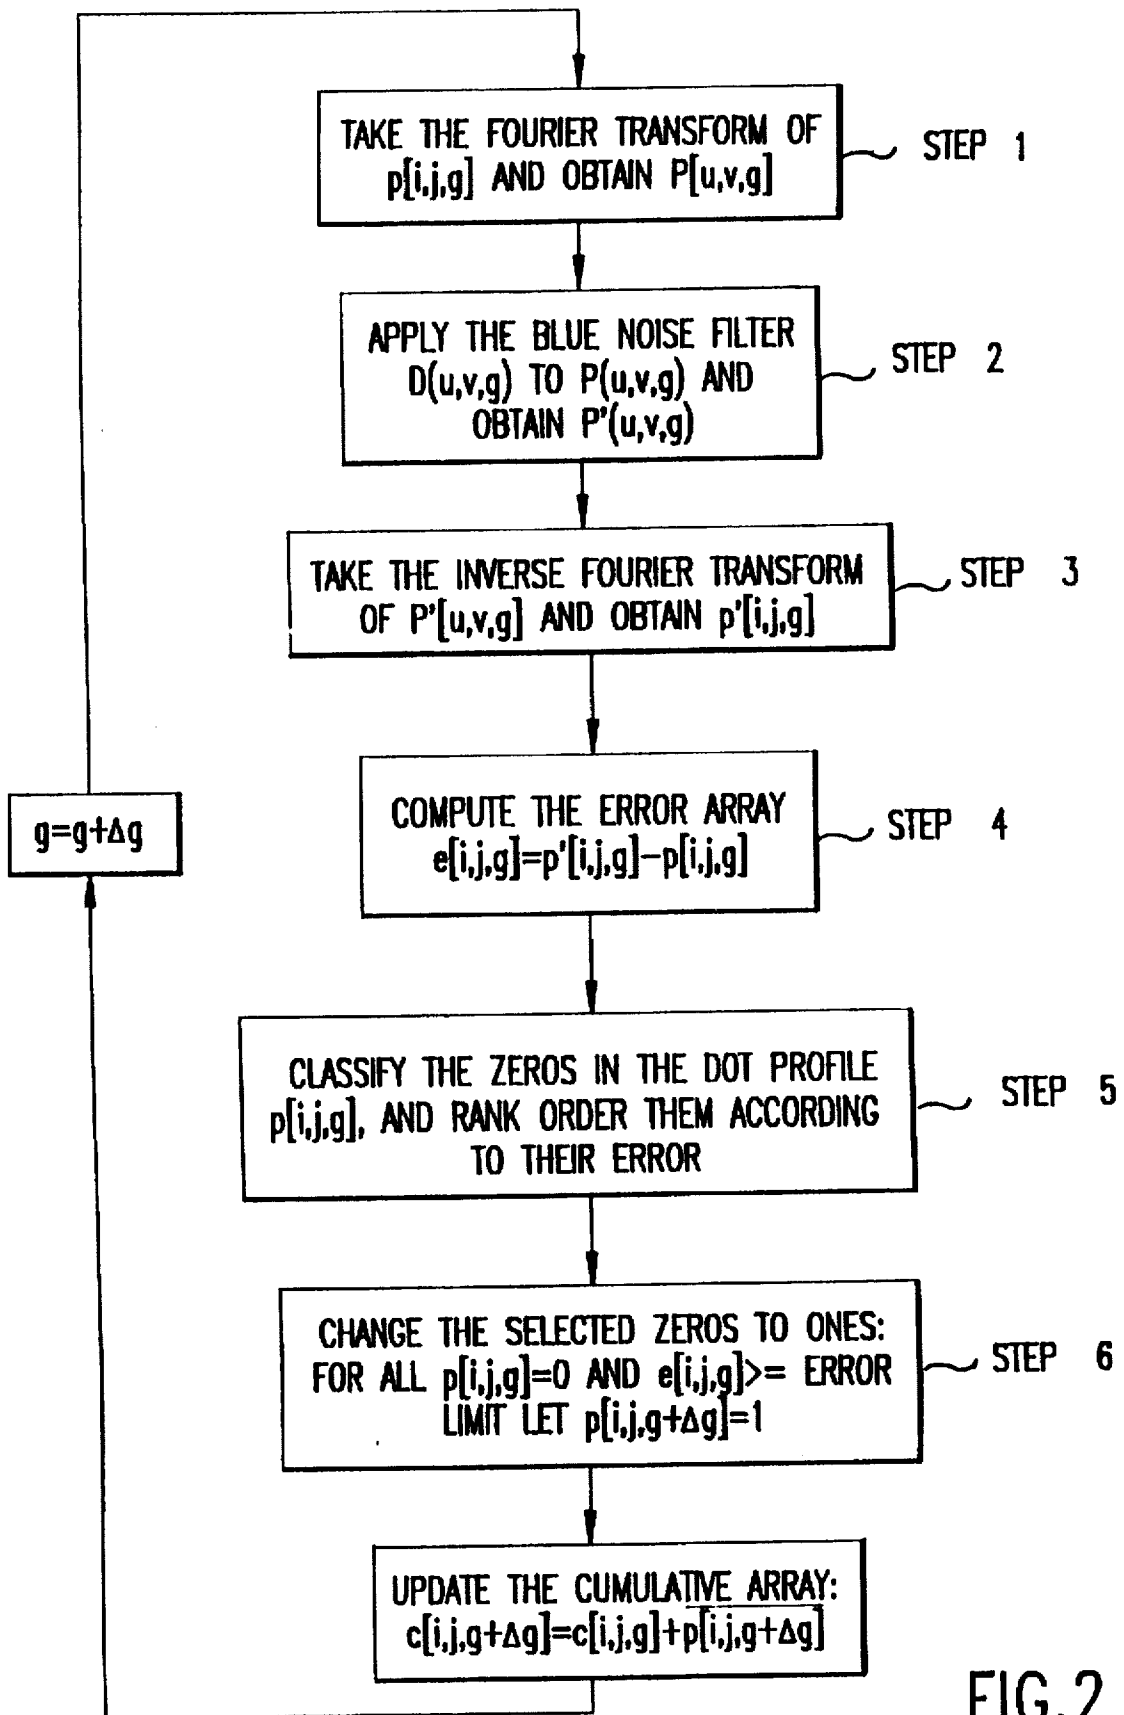 TAKE THE FOURIER TRANSFORM OF
p[i,j,g] AND OBTAIN P[u,v,g]
STEP 1
APPLY THE BLUE NOISE FILTER
D(u,v,g) TO P(u,v,g) AND
OBTAIN P'(u,v,g)
STEP 2
TAKE THE INVERSE FOURIER TRANSFORM
OF P'[u,v,g] AND OBTAIN p'[i,j,g]
STEP 3
COMPUTE THE ERROR ARRAY
e[i,j,g]=p'[i,j,g]-p[i,j,g]
STEP 4
g=g+Δg
CLASSIFY THE ZEROS IN THE DOT PROFILE
p[i,j,g], AND RANK ORDER THEM ACCORDING
TO THEIR ERROR
STEP 5
CHANGE THE SELECTED ZEROS TO ONES:
FOR ALL p[i,j,g]=0 AND e[i,j,g]>= ERROR
LIMIT LET p[i,j,g+Δg]=1
STEP 6
UPDATE THE CUMULATIVE ARRAY:
c[i,j,g+Δg]=c[i,j,g]+p[i,j,g+Δg]
FIG.2